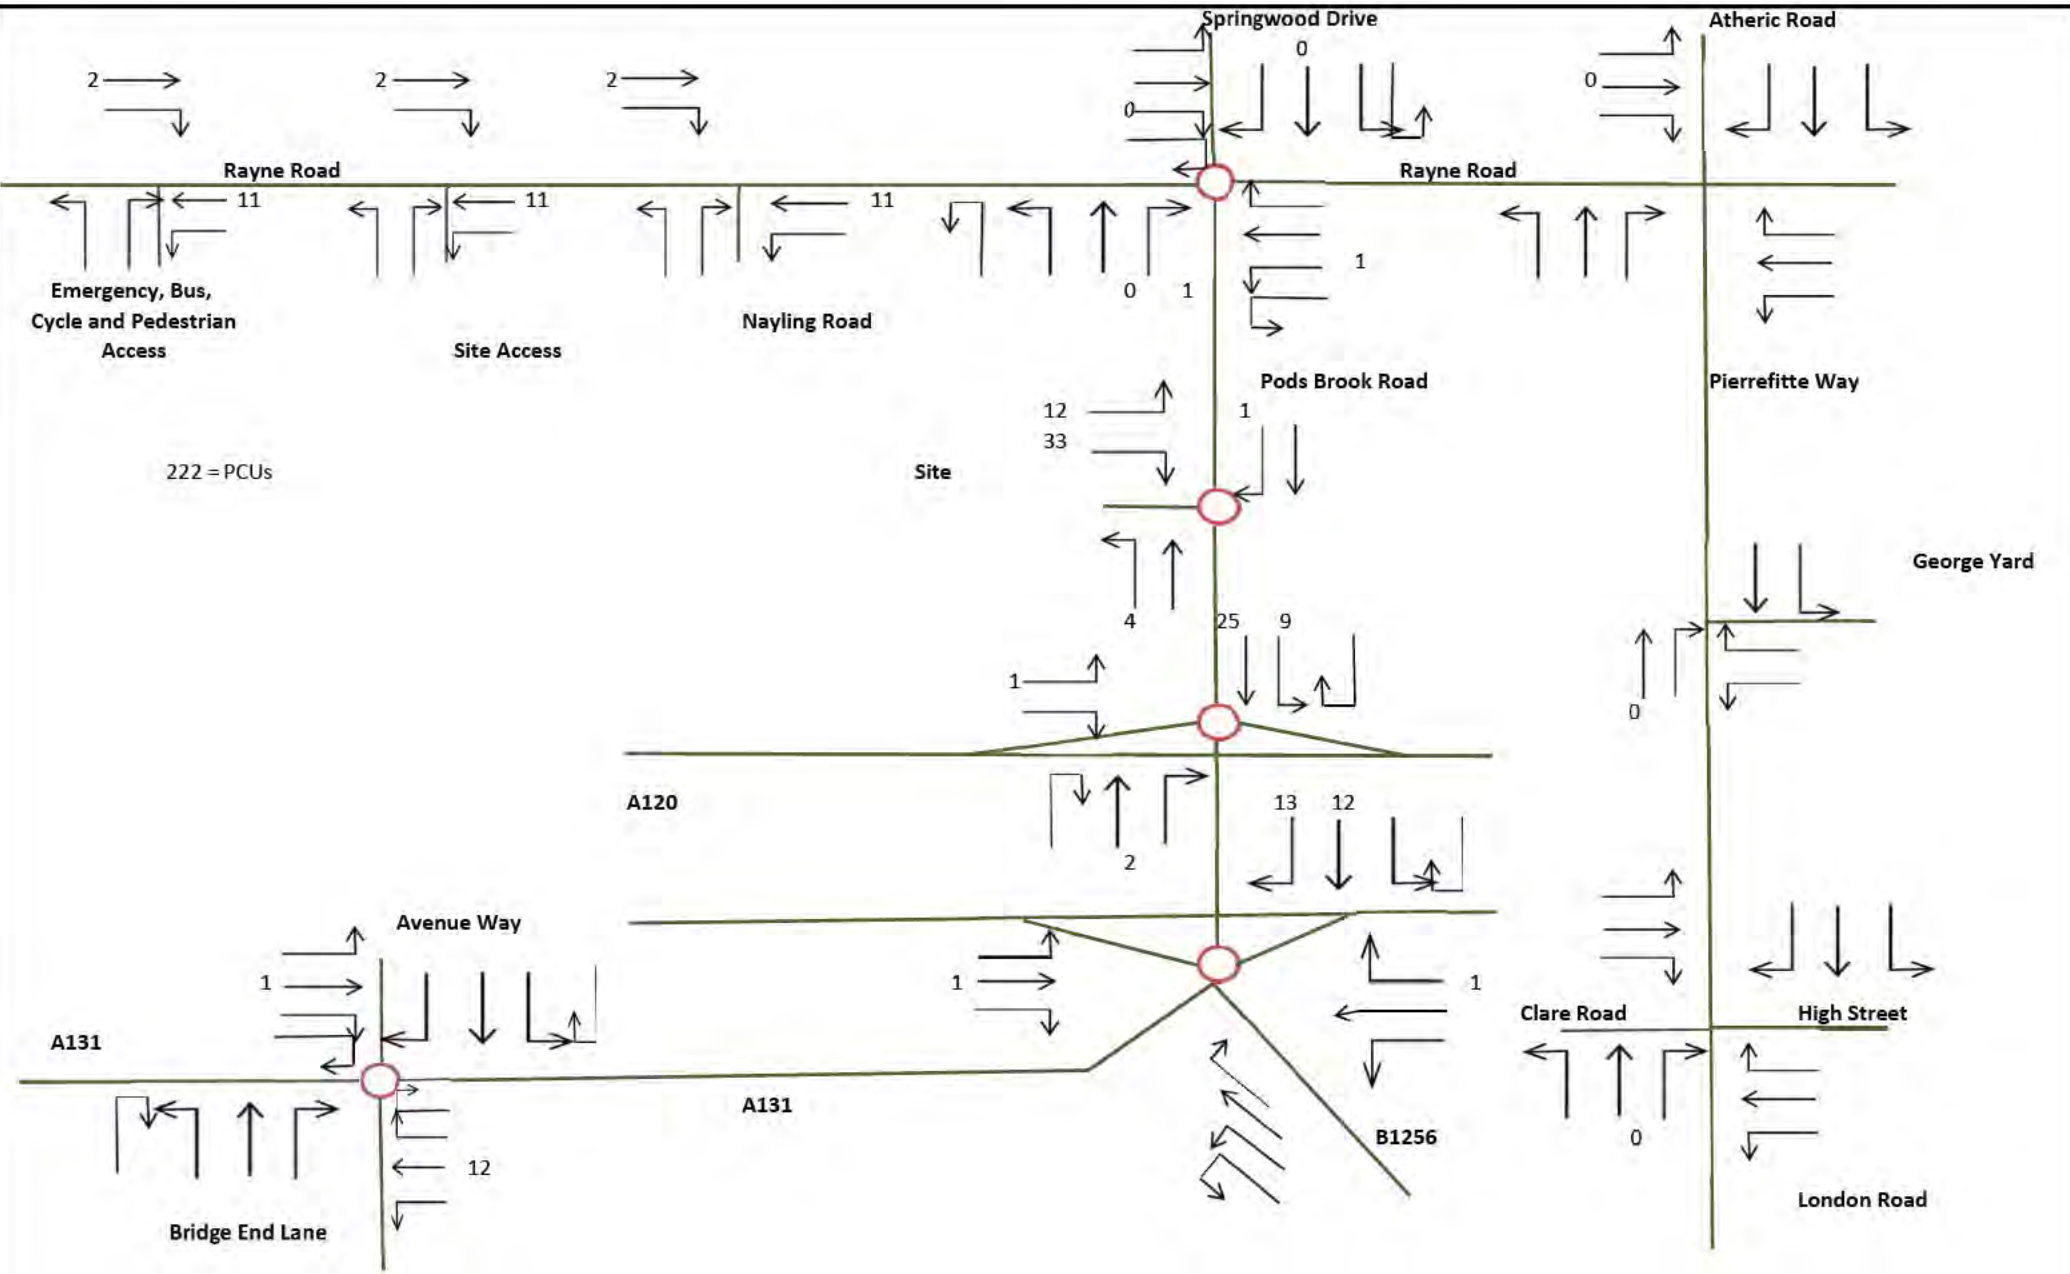 Springwood Drive
Atheric Road
0
2
2
2
0
0
Rayne Road
Rayne Road
11
11
11
1
0
1
Emergency, Bus,
Cycle and Pedestrian
Access
Nayling Road
Site Access
Pods Brook Road
Pierrefitte Way
12
1
33
222 = PCUs
Site
George Yard
4
25
9
1
0
A120
13
12
2
Avenue Way
1
1
1
A131
Clare Road
High Street
A131
B1256
0
12
London Road
Bridge End Lane